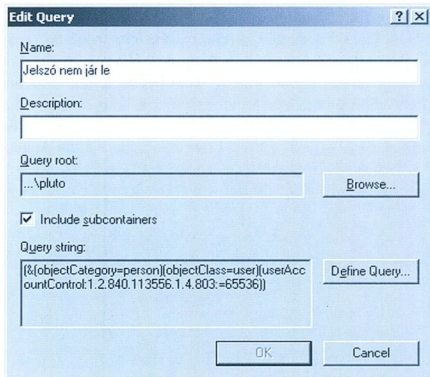 Edit Query
Name:
Jelszó nem jár le
Description:
Query root:
...\pluto
Browse...
Include subcontainers
Query string:
(&(objectCategory=person)(objectClass=user)(userAcc
ountControl:1.2.840.113556.1.4.803:=65536))
Define Query...
OK
Cancel